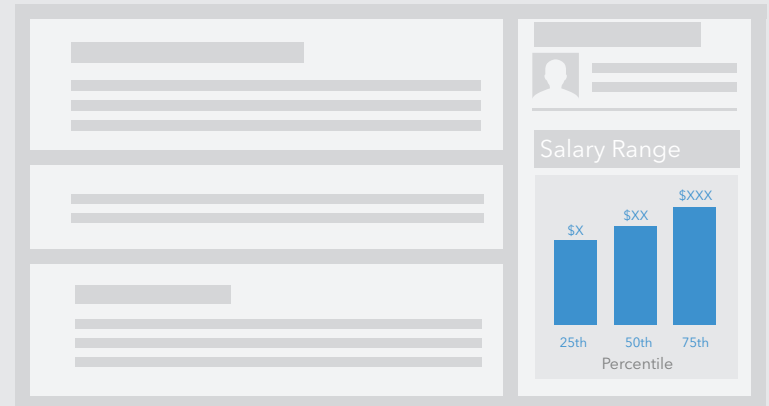 Salary Range
$XXX
$XX
$X
25th 50th 75th
Percentile